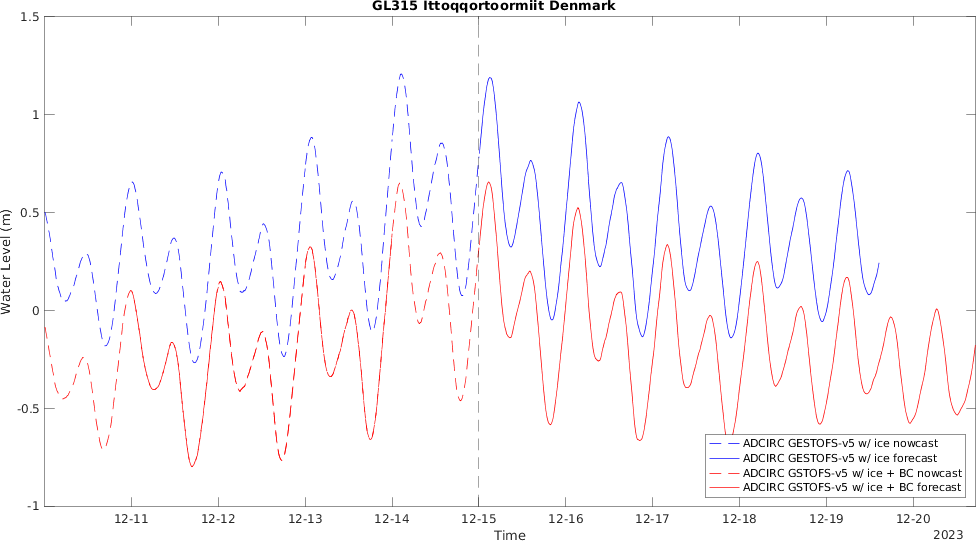 GL315 Ittoqqortoormiit Denmark
1.5
1
0.5
0
-0.5
-1
Water Level (m)
12-11 12-12 12-13 12-14 12-15 12-16 12-17 12-18 12-19 12-20
Time
2023
ADCIRC GESTOFS-v5 w/ ice nowcast
ADCIRC GESTOFS-v5 w/ ice forecast
ADCIRC GSTOFS-v5 w/ ice + BC nowcast
ADCIRC GSTOFS-v5 w/ ice + BC forecast